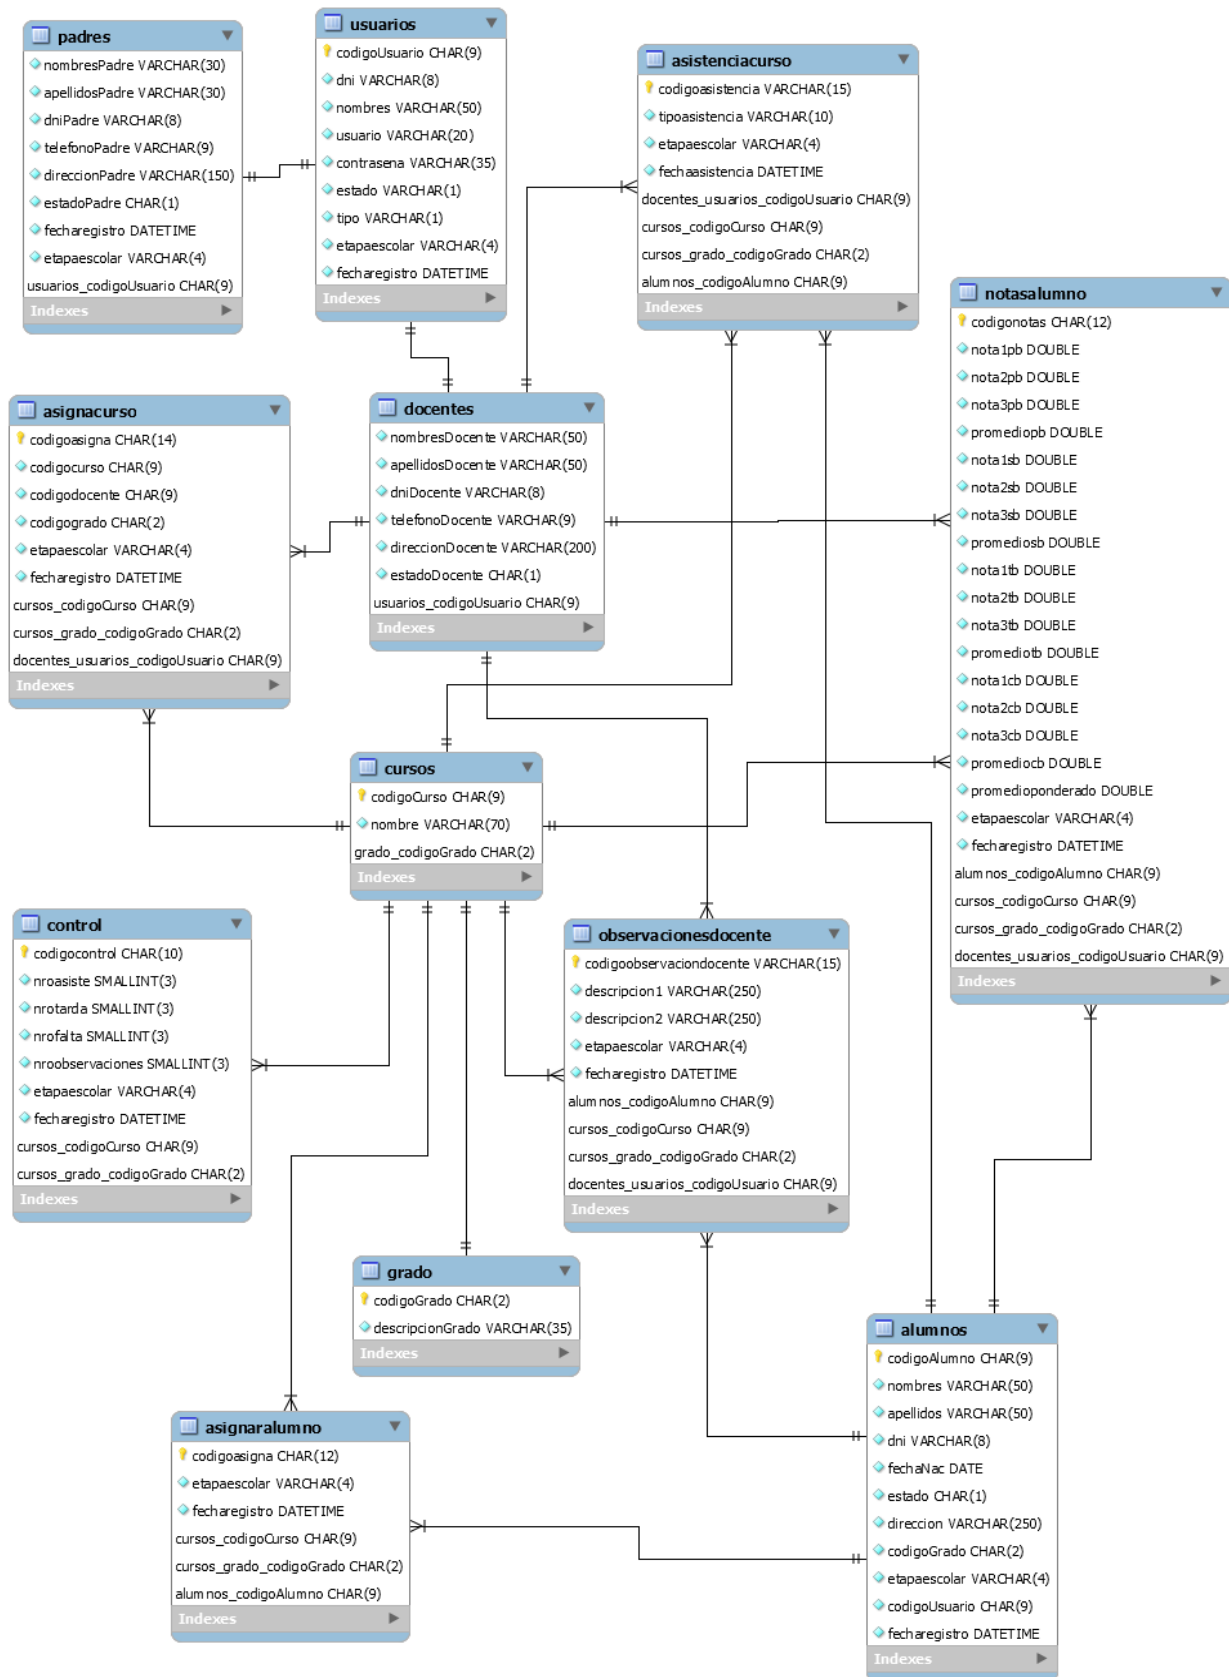 padres
nombresPadre VARCHAR(30)
apellidosPadre VARCHAR(30)
dniPadre VARCHAR(8)
telefonoPadre VARCHAR(9)
direccionPadre VARCHAR(150)
estadoPadre CHAR(1)
fecharegistro DATETIME
etapaescolar VARCHAR(4)
usuarios_codigoUsuario CHAR(9)
Indexes
usuarios
codigoUsuario CHAR(9)
dni VARCHAR(8)
nombres VARCHAR(50)
usuario VARCHAR(20)
contrasena VARCHAR(35)
estado VARCHAR(1)
tipo VARCHAR(1)
etapaescolar VARCHAR(4)
fecharegistro DATETIME
Indexes
asistenciacurso
codigoasistencia VARCHAR(15)
tipoasistencia VARCHAR(10)
etapaescolar VARCHAR(4)
fechaasistencia DATETIME
docentes_usuarios_codigoUsuario CHAR(9)
cursos_codigoCurso CHAR(9)
cursos_grado_codigoGrado CHAR(2)
alumnos_codigoAlumno CHAR(9)
Indexes
notasalumno
codigonotas CHAR(12)
nota1pb DOUBLE
nota2pb DOUBLE
nota3pb DOUBLE
promediopb DOUBLE
nota1sb DOUBLE
nota2sb DOUBLE
nota3sb DOUBLE
promediosb DOUBLE
nota1tb DOUBLE
nota2tb DOUBLE
nota3tb DOUBLE
promediotb DOUBLE
nota1cb DOUBLE
nota2cb DOUBLE
nota3cb DOUBLE
promediocb DOUBLE
promedioponderado DOUBLE
etapaescolar VARCHAR(4)
fecharegistro DATETIME
alumnos_codigoAlumno CHAR(9)
cursos_codigoCurso CHAR(9)
cursos_grado_codigoGrado CHAR(2)
docentes_usuarios_codigoUsuario CHAR(9)
Indexes
asignacurso
codigoasigna CHAR(14)
codigocurso CHAR(9)
codigodocente CHAR(9)
codigogrado CHAR(2)
etapaescolar VARCHAR(4)
fecharegistro DATETIME
cursos_codigoCurso CHAR(9)
cursos_grado_codigoGrado CHAR(2)
docentes_usuarios_codigoUsuario CHAR(9)
Indexes
docentes
nombresDocente VARCHAR(50)
apellidosDocente VARCHAR(50)
dniDocente VARCHAR(8)
telefonoDocente VARCHAR(9)
direccionDocente VARCHAR(200)
estadoDocente CHAR(1)
usuarios_codigoUsuario CHAR(9)
Indexes
cursos
codigoCurso CHAR(9)
nombre VARCHAR(70)
grado_codigoGrado CHAR(2)
Indexes
control
codigocontrol CHAR(10)
nroasiste SMALLINT(3)
nrotarda SMALLINT(3)
nrofalta SMALLINT(3)
nroobservaciones SMALLINT(3)
etapaescolar VARCHAR(4)
fecharegistro DATETIME
cursos_codigoCurso CHAR(9)
cursos_grado_codigoGrado CHAR(2)
Indexes
observacionesdocente
codigoobservaciondocente VARCHAR(15)
descripcion1 VARCHAR(250)
descripcion2 VARCHAR(250)
etapaescolar VARCHAR(4)
fecharegistro DATETIME
alumnos_codigoAlumno CHAR(9)
cursos_codigoCurso CHAR(9)
cursos_grado_codigoGrado CHAR(2)
docentes_usuarios_codigoUsuario CHAR(9)
Indexes
grado
codigoGrado CHAR(2)
descripcionGrado VARCHAR(35)
Indexes
asignaralumno
codigoasigna CHAR(12)
etapaescolar VARCHAR(4)
fecharegistro DATETIME
cursos_codigoCurso CHAR(9)
cursos_grado_codigoGrado CHAR(2)
alumnos_codigoAlumno CHAR(9)
Indexes
alumnos
codigoAlumno CHAR(9)
nombres VARCHAR(50)
apellidos VARCHAR(50)
dni VARCHAR(8)
fechaNac DATE
estado CHAR(1)
direccion VARCHAR(250)
codigoGrado CHAR(2)
etapaescolar VARCHAR(4)
codigoUsuario CHAR(9)
fecharegistro DATETIME
Indexes